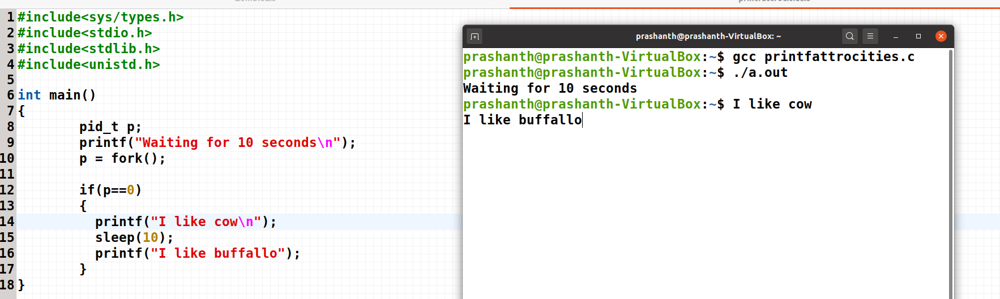 1 #include<sys/types.h>
2 #include<stdio.h>
3 #include<stdlib.h>
4 #include<unistd.h>
5
6 int main()
7 {
8 pid_t p;
9 printf("Waiting for 10 seconds\n");
10 p = fork();
11
12 if(p==0)
13 {
14 printf("I like cow\n");
15 sleep(10);
16 printf("I like buffallo");
17 }
18 }
prashanth@prashanth-VirtualBox: ~
prashanth@prashanth-VirtualBox:~$ gcc printfattrocities.c
prashanth@prashanth-VirtualBox:~$ ./a.out
Waiting for 10 seconds
prashanth@prashanth-VirtualBox:~$ I like cow
I like buffallo